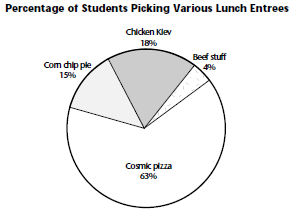 Percentage of Students Picking Various Lunch Entrees
Chicken Kiev
18%
Beef stuff
4%
Corn chip pie
15%
Cosmic pizza
63%